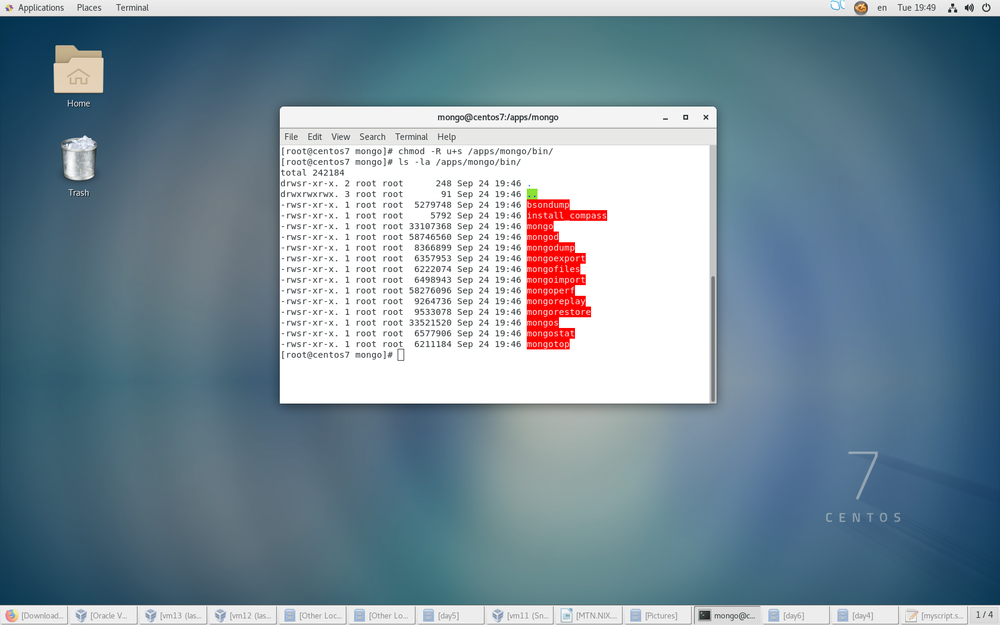 Applications Places Terminal en Tue 19:49
Home
Trash
mongo@centos7:/apps/mongo
File Edit View Search Terminal Help
[root@centos7 mongo]# chmod -R u+s /apps/mongo/bin/
[root@centos7 mongo]# ls -la /apps/mongo/bin/
total 242184
drwsr-xr-x. 2 root root      248 Sep 24 19:46 .
drwxrwxrwx. 3 root root       91 Sep 24 19:46 ..
-rwsr-xr-x. 1 root root  5279748 Sep 24 19:46 bsondump
-rwsr-xr-x. 1 root root     5792 Sep 24 19:46 install_compass
-rwsr-xr-x. 1 root root 33107368 Sep 24 19:46 mongo
-rwsr-xr-x. 1 root root 58746560 Sep 24 19:46 mongod
-rwsr-xr-x. 1 root root  8366899 Sep 24 19:46 mongodump
-rwsr-xr-x. 1 root root  6357953 Sep 24 19:46 mongoexport
-rwsr-xr-x. 1 root root  6222074 Sep 24 19:46 mongofiles
-rwsr-xr-x. 1 root root  6498943 Sep 24 19:46 mongoimport
-rwsr-xr-x. 1 root root 58276096 Sep 24 19:46 mongoperf
-rwsr-xr-x. 1 root root  9264736 Sep 24 19:46 mongoreplay
-rwsr-xr-x. 1 root root  9533078 Sep 24 19:46 mongorestore
-rwsr-xr-x. 1 root root 33521520 Sep 24 19:46 mongos
-rwsr-xr-x. 1 root root  6577906 Sep 24 19:46 mongostat
-rwsr-xr-x. 1 root root  6211184 Sep 24 19:46 mongotop
[root@centos7 mongo]#
7
CENTOS
[Download... [Oracle V... [vm13 (las... [vm12 (las... [Other Loc... [Other Lo... [day5] [vm11 (Sn... [MTN.NIX.... [Pictures] mongo@c... [day6] [day4] [myscript.s... 1 / 4